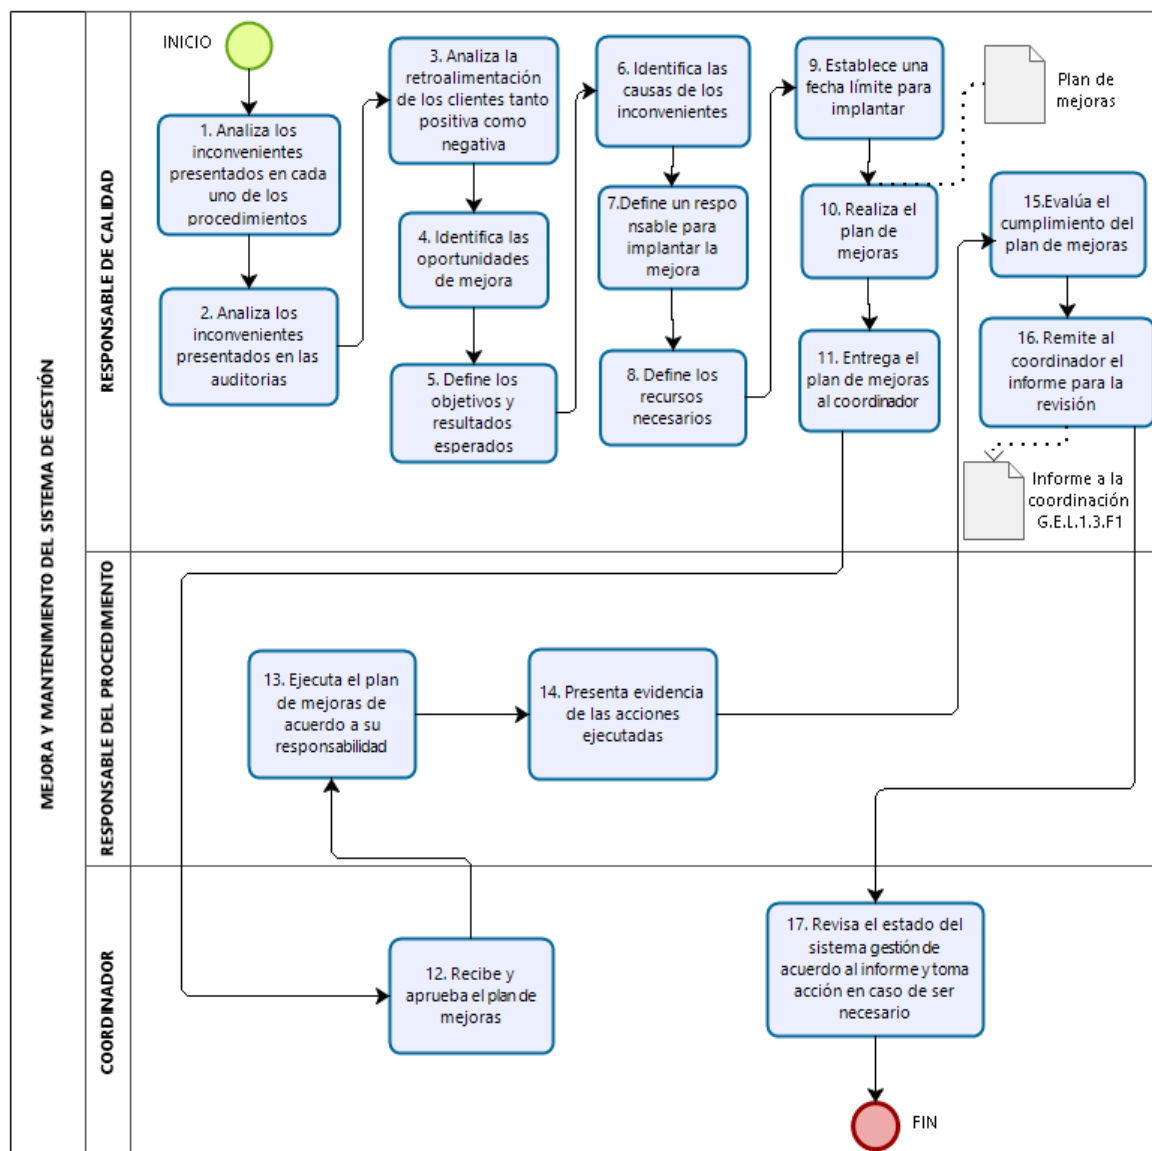 MEJORA Y MANTENIMIENTO DEL SISTEMA DE GESTIÓN
RESPONSABLE DE CALIDAD
INICIO
1. Analiza los
inconvenientes
presentados en cada
uno de los
procedimientos
2. Analiza los
inconvenientes
presentados en las
auditorias
3. Analiza la
retroalimentación
de los clientes tanto
positiva como
negativa
4. Identifica las
oportunidades
de mejora
5. Define los
objetivos y
resultados
esperados
6. Identifica las
causas de los
inconvenientes
7.Define un respo
nsable para
implantar la
mejora
8. Define los
recursos
necesarios
9. Establece una
fecha límite para
implantar
Plan de
mejoras
10. Realiza el
plan de
mejoras
11. Entrega el
plan de mejoras
al coordinador
15.Evalúa el
cumplimiento del
plan de mejoras
16. Remite al
coordinador el
informe para la
revisión
Informe a la
coordinación
G.E.L.1.3.F1
RESPONSABLE DEL PROCEDIMIENTO
13. Ejecuta el plan
de mejoras de
acuerdo a su
responsabilidad
14. Presenta evidencia
de las acciones
ejecutadas
COORDINADOR
12. Recibe y
aprueba el plan de
mejoras
17. Revisa el estado del
sistema gestión de
acuerdo al informe y toma
acción en caso de ser
necesario
FIN